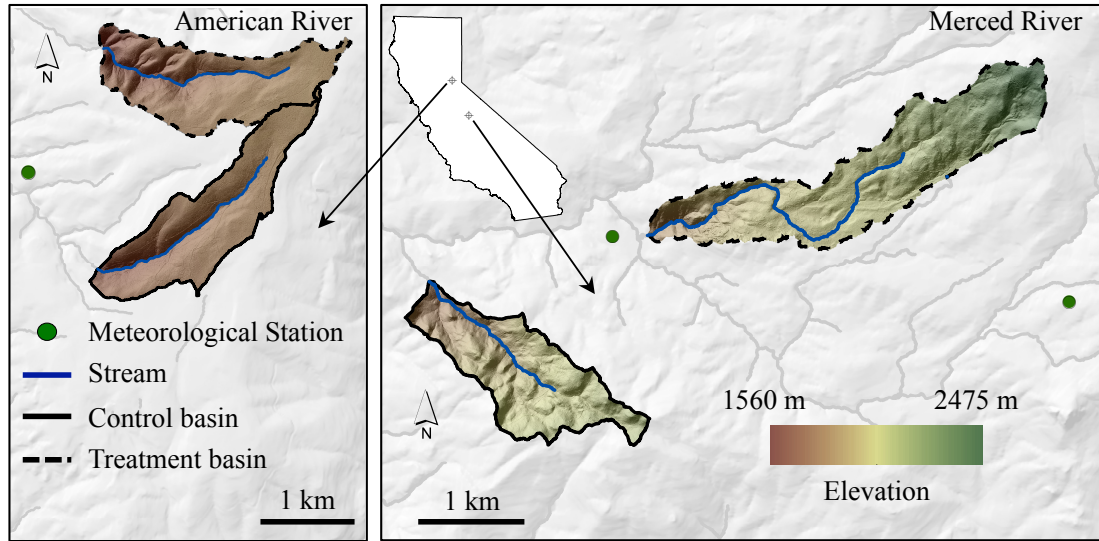 American River
N
Meteorological Station
Stream
Control basin
Treatment basin
1 km
Merced River
N
1 km
1560 m 2475 m
Elevation